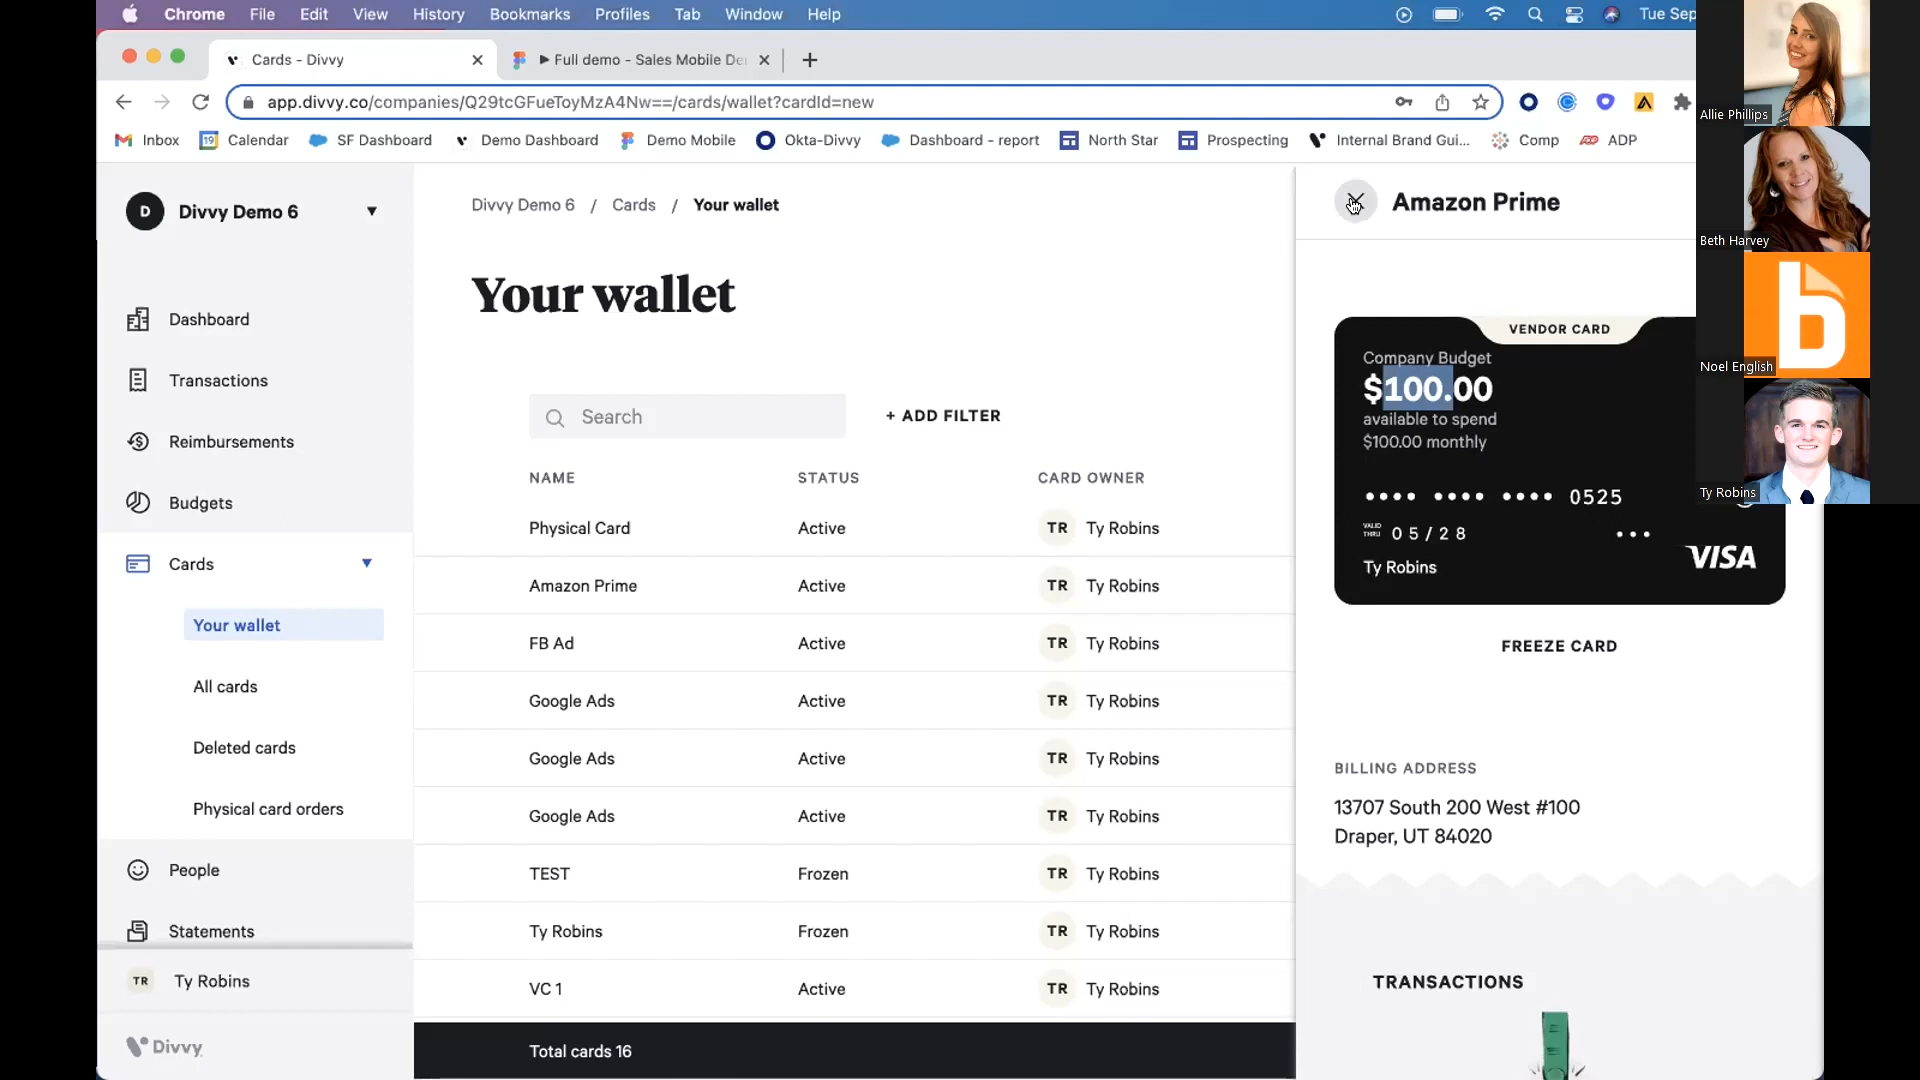 Chrome File Edit View History Bookmarks Profiles Tab Window Help Tue Sep
Cards - Divvy
Full demo - Sales Mobile De
app.divvy.co/companies/Q29tcGFueToyMzA4Nw==/cards/wallet?cardId=new
Inbox Calendar SF Dashboard Demo Dashboard Demo Mobile Okta-Divvy Dashboard - report North Star Prospecting Internal Brand Gui... Comp ADP
D Divvy Demo 6
Dashboard
Transactions
Reimbursements
Budgets
Cards
Your wallet
All cards
Deleted cards
Physical card orders
People
Statements
TR Ty Robins
Divvy
Divvy Demo 6 / Cards / Your wallet
Your wallet
Search
+ ADD FILTER
NAME STATUS CARD OWNER
Physical Card Active TR Ty Robins
Amazon Prime Active TR Ty Robins
FB Ad Active TR Ty Robins
Google Ads Active TR Ty Robins
Google Ads Active TR Ty Robins
Google Ads Active TR Ty Robins
TEST Frozen TR Ty Robins
Ty Robins Frozen TR Ty Robins
VC 1 Active TR Ty Robins
Total cards 16
Amazon Prime
VENDOR CARD
Company Budget
$100.00
available to spend
$100.00 monthly
•••• •••• •••• 0525
VALID THRU 05/28
•••
Ty Robins
VISA
FREEZE CARD
BILLING ADDRESS
13707 South 200 West #100
Draper, UT 84020
TRANSACTIONS
Allie Phillips
Beth Harvey
b
Noel English
Ty Robins